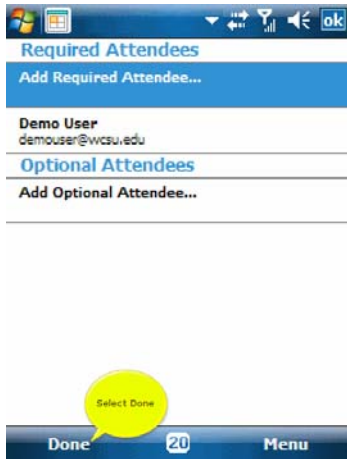 ok
Required Attendees
Add Required Attendee...
Demo User
demouser@wcsu.edu
Optional Attendees
Add Optional Attendee...
Select Done
Done 20 Menu